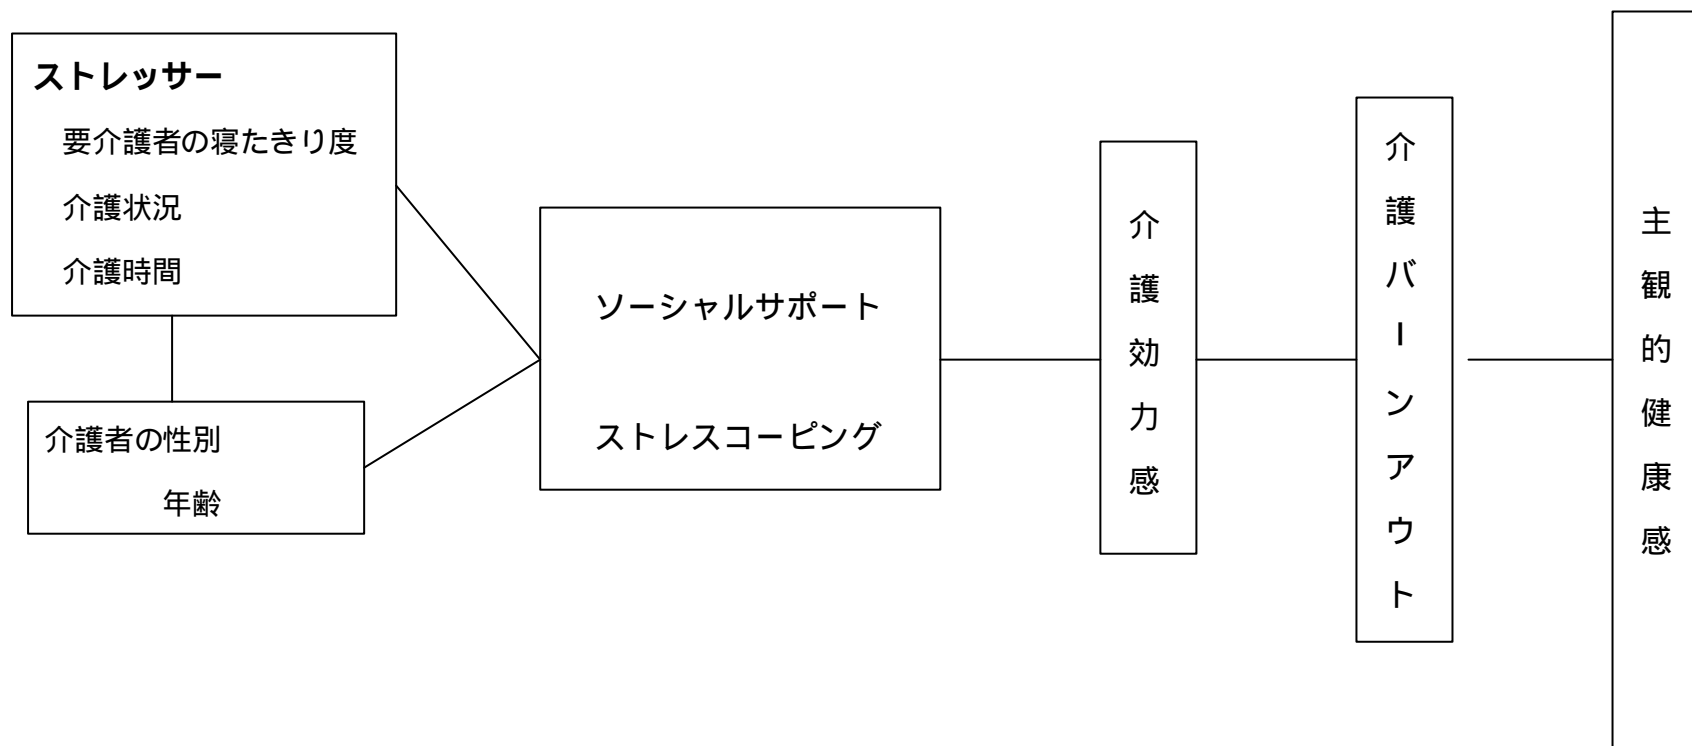 ストレッサー
要介護者の寝たきり度
介護状況
介護時間
介護者の性別
年齢
ソーシャルサポート
ストレスコーピング
介護効力感
介護バーンアウト
主観的健康感